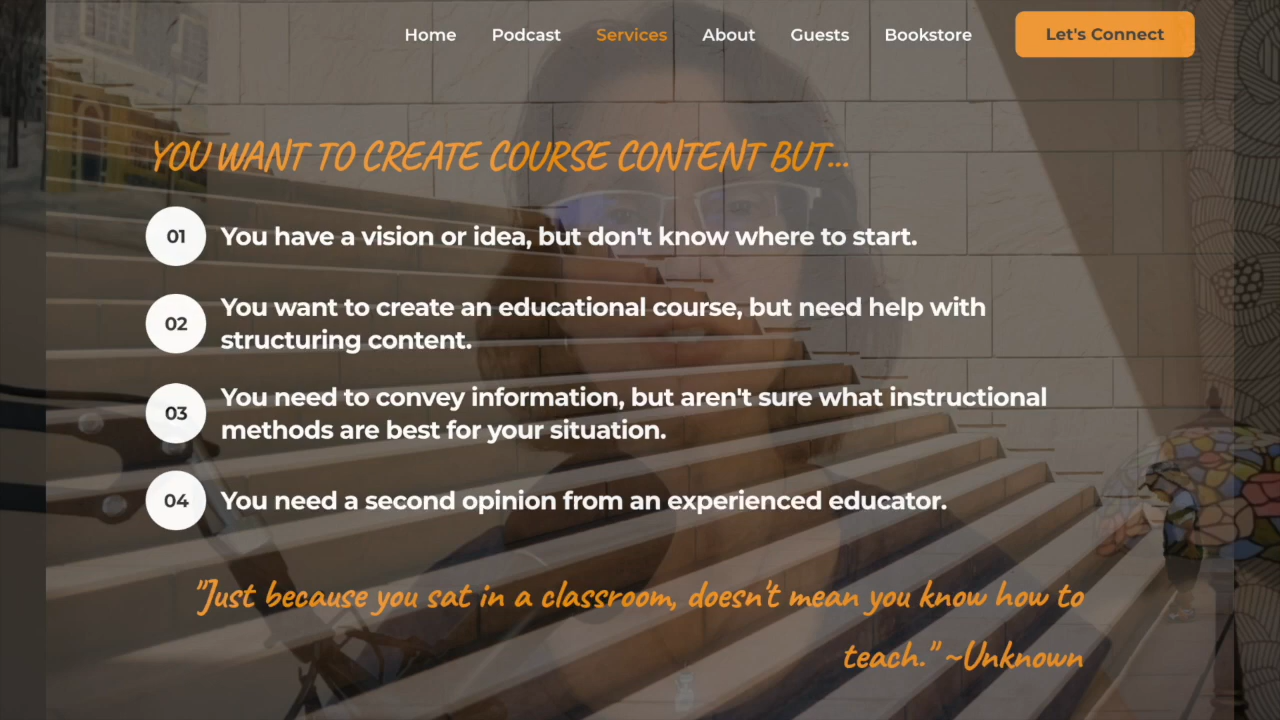 Home Podcast Services About Guests Bookstore Let's Connect
YOU WANT TO CREATE COURSE CONTENT BUT...
01 You have a vision or idea, but don't know where to start.
02 You want to create an educational course, but need help with
structuring content.
03 You need to convey information, but aren't sure what instructional
methods are best for your situation.
04 You need a second opinion from an experienced educator.
"Just because you sat in a classroom, doesn't mean you know how to
teach." ~Unknown